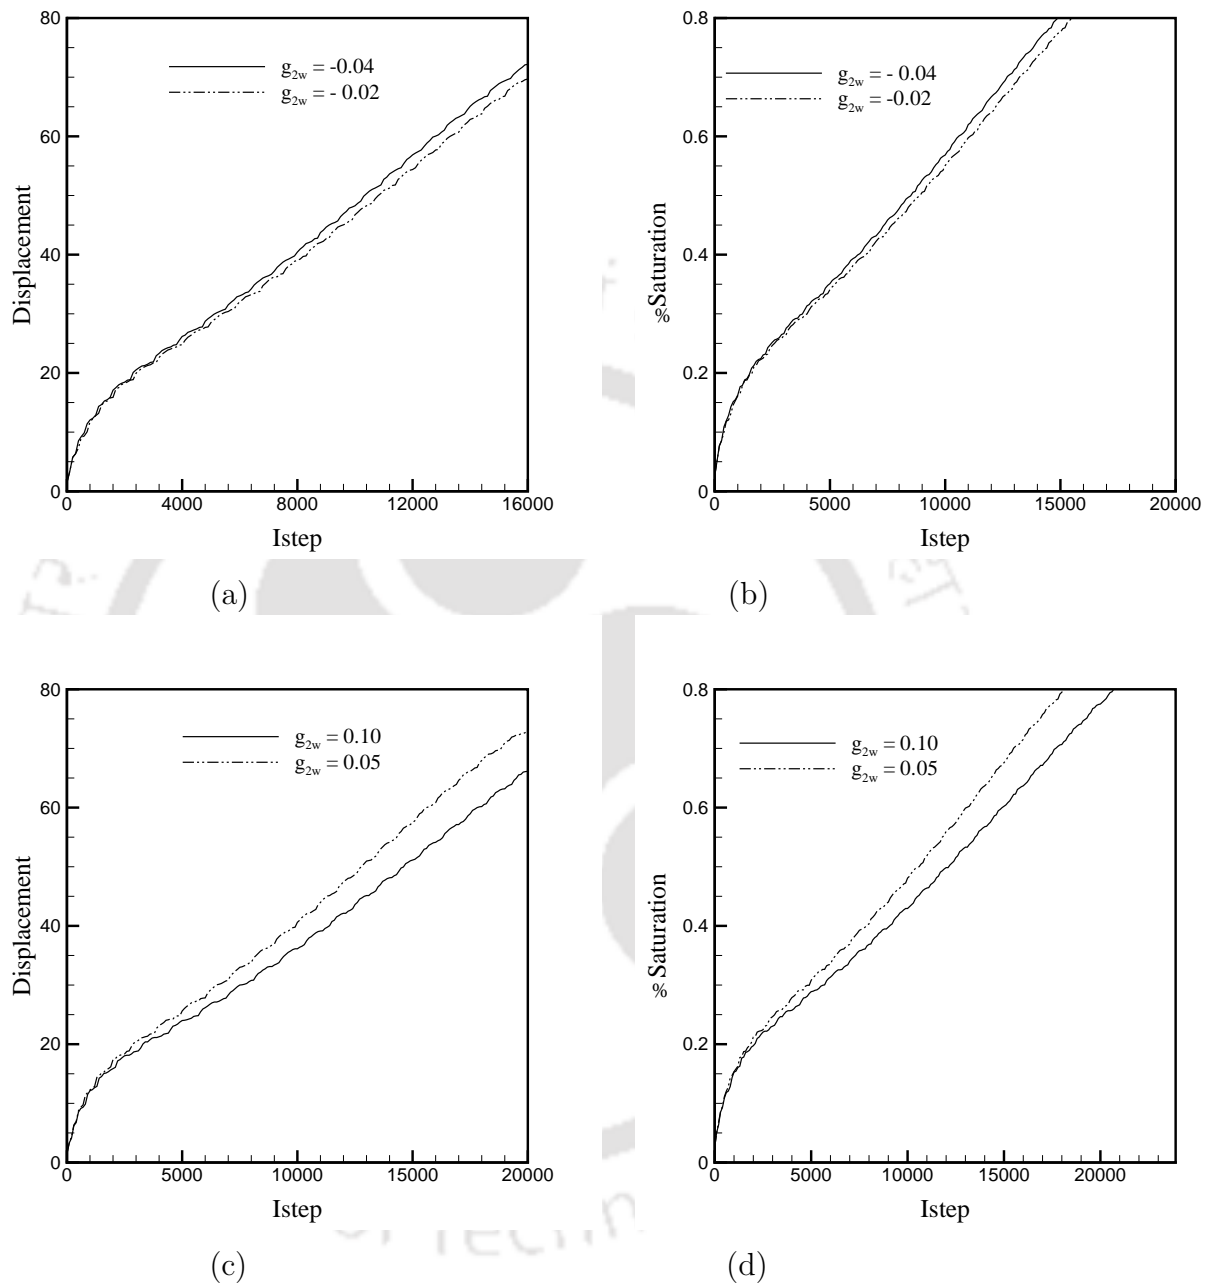 80
60
40
20
0
Displacement
g2w = -0.04
g2w = - 0.02
0 4000 8000 12000 16000
Istep
(a)
0.8
0.6
0.4
0.2
0
% Saturation
g2w = - 0.04
g2w = -0.02
0 5000 10000 15000 20000
Istep
(b)
80
60
40
20
0
Displacement
g2w = 0.10
g2w = 0.05
0 5000 10000 15000 20000
Istep
(c)
0.8
0.6
0.4
0.2
0
% Saturation
g2w = 0.10
g2w = 0.05
0 5000 10000 15000 20000
Istep
(d)